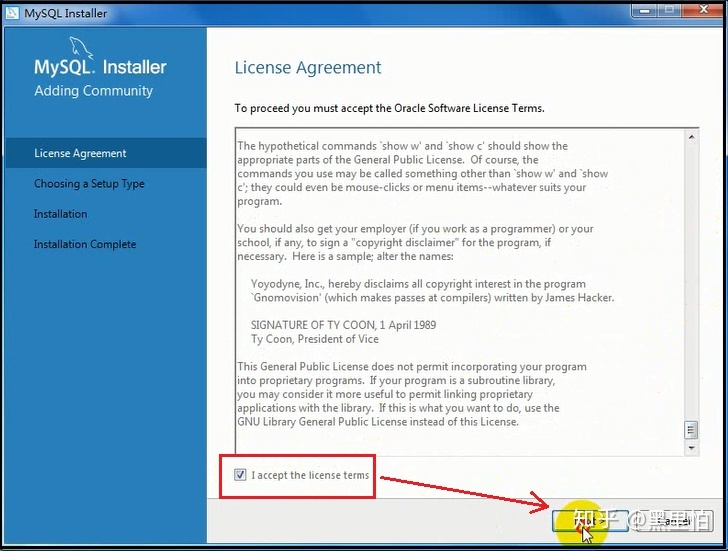 MySQL Installer
MySQL. Installer
Adding Community
License Agreement
Choosing a Setup Type
Installation
Installation Complete
License Agreement
To proceed you must accept the Oracle Software License Terms.
The hypothetical commands `show w' and `show c' should show the
appropriate parts of the General Public License. Of course, the
commands you use may be called something other than `show w' and `show
c'; they could even be mouse-clicks or menu items--whatever suits your
program.
You should also get your employer (if you work as a programmer) or your
school, if any, to sign a "copyright disclaimer" for the program, if
necessary. Here is a sample; alter the names:
Yoyodyne, Inc., hereby disclaims all copyright interest in the program
`Gnomovision' (which makes passes at compilers) written by James Hacker.
SIGNATURE OF TY COON, 1 April 1989
Ty Coon, President of Vice
This General Public License does not permit incorporating your program
into proprietary programs. If your program is a subroutine library,
you may consider it more useful to permit linking proprietary
applications with the library. If this is what you want to do, use the
GNU Library General Public License instead of this License.
I accept the license terms
知乎 @黑果怕